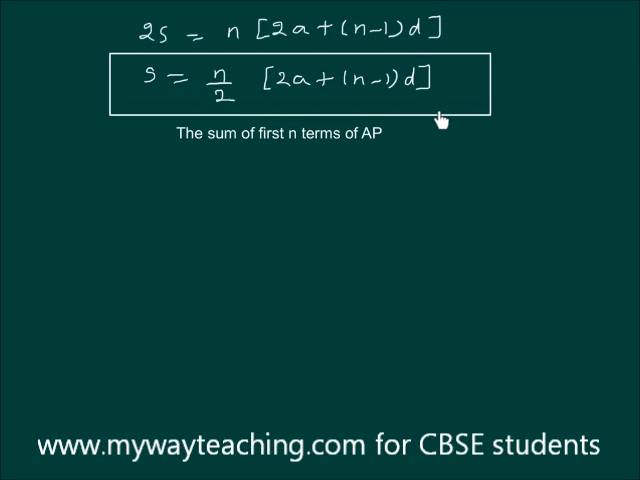 2s = n [2a + (n-1) d]
s = n/2 [2a + (n-1) d]
The sum of first n terms of AP
www.mywayteaching.com for CBSE students